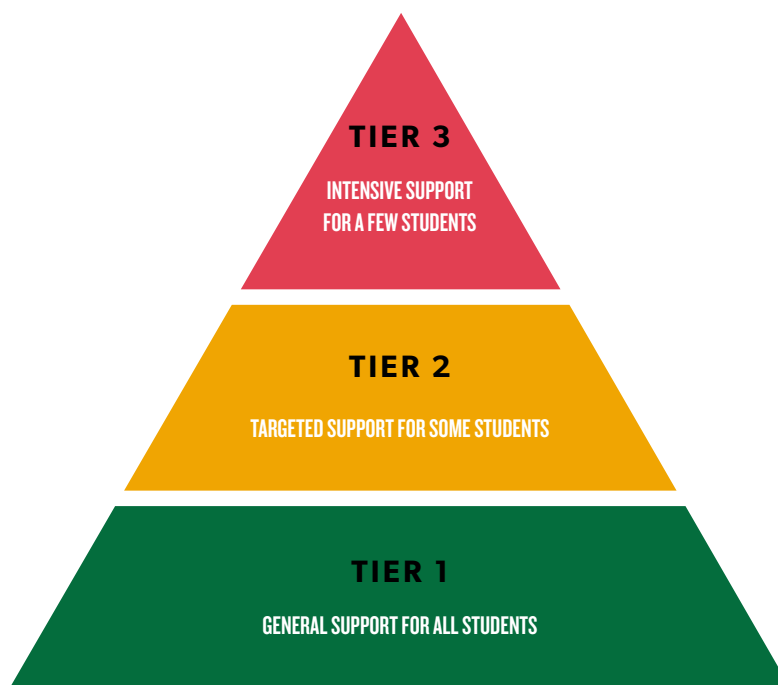 TIER 3
INTENSIVE SUPPORT
FOR A FEW STUDENTS
TIER 2
TARGETED SUPPORT FOR SOME STUDENTS
TIER 1
GENERAL SUPPORT FOR ALL STUDENTS